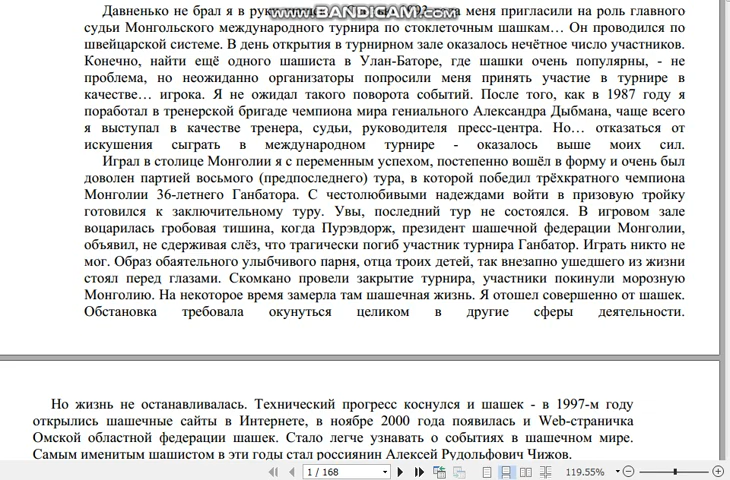 Давненько не брал я в руки
WWW.BANDICAM.COM
года меня пригласили на роль главного
судьи Монгольского международного турнира по стоклеточным шашкам… Он проводился по
швейцарской системе. В день открытия в турнирном зале оказалось нечётное число участников.
Конечно, найти ещё одного шашиста в Улан-Баторе, где шашки очень популярны, - не
проблема, но неожиданно организаторы попросили меня принять участие в турнире в
качестве… игрока. Я не ожидал такого поворота событий. После того, как в 1987 году я
поработал в тренерской бригаде чемпиона мира гениального Александра Дыбмана, чаще всего
я выступал в качестве тренера, судьи, руководителя пресс-центра. Но… отказаться от
искушения сыграть в международном турнире - оказалось выше моих сил.
Играл в столице Монголии я с переменным успехом, постепенно вошёл в форму и очень был
доволен партией восьмого (предпоследнего) тура, в которой победил трёхкратного чемпиона
Монголии 36-летнего Ганбатора. С честолюбивыми надеждами войти в призовую тройку
готовился к заключительному туру. Увы, последний тур не состоялся. В игровом зале
воцарилась гробовая тишина, когда Пурэвдорж, президент шашечной федерации Монголии,
объявил, не сдерживая слёз, что трагически погиб участник турнира Ганбатор. Играть никто не
мог. Образ обаятельного улыбчивого парня, отца троих детей, так внезапно ушедшего из жизни
стоял перед глазами. Скомкано провели закрытие турнира, участники покинули морозную
Монголию. На некоторое время замерла там шашечная жизнь. Я отошел совершенно от шашек.
Обстановка требовала окунуться целиком в другие сферы деятельности.
Но жизнь не останавливалась. Технический прогресс коснулся и шашек - в 1997-м году
открылись шашечные сайты в Интернете, в ноябре 2000 года появилась и Web-страничка
Омской областной федерации шашек. Стало легче узнавать о событиях в шашечном мире.
Самым именитым шашистом в эти годы стал россиянин Алексей Рудольфович Чижов.
1 / 168
119.55%